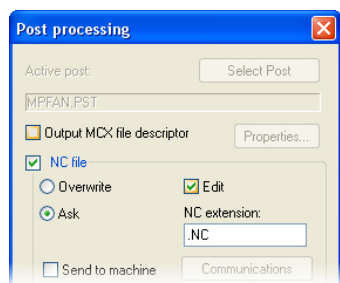 Post processing
Active post: Select Post
MPFAN.PST
Output MCX file descriptor Properties...
NC file
Overwrite Edit
Ask NC extension:
.NC
Send to machine Communications